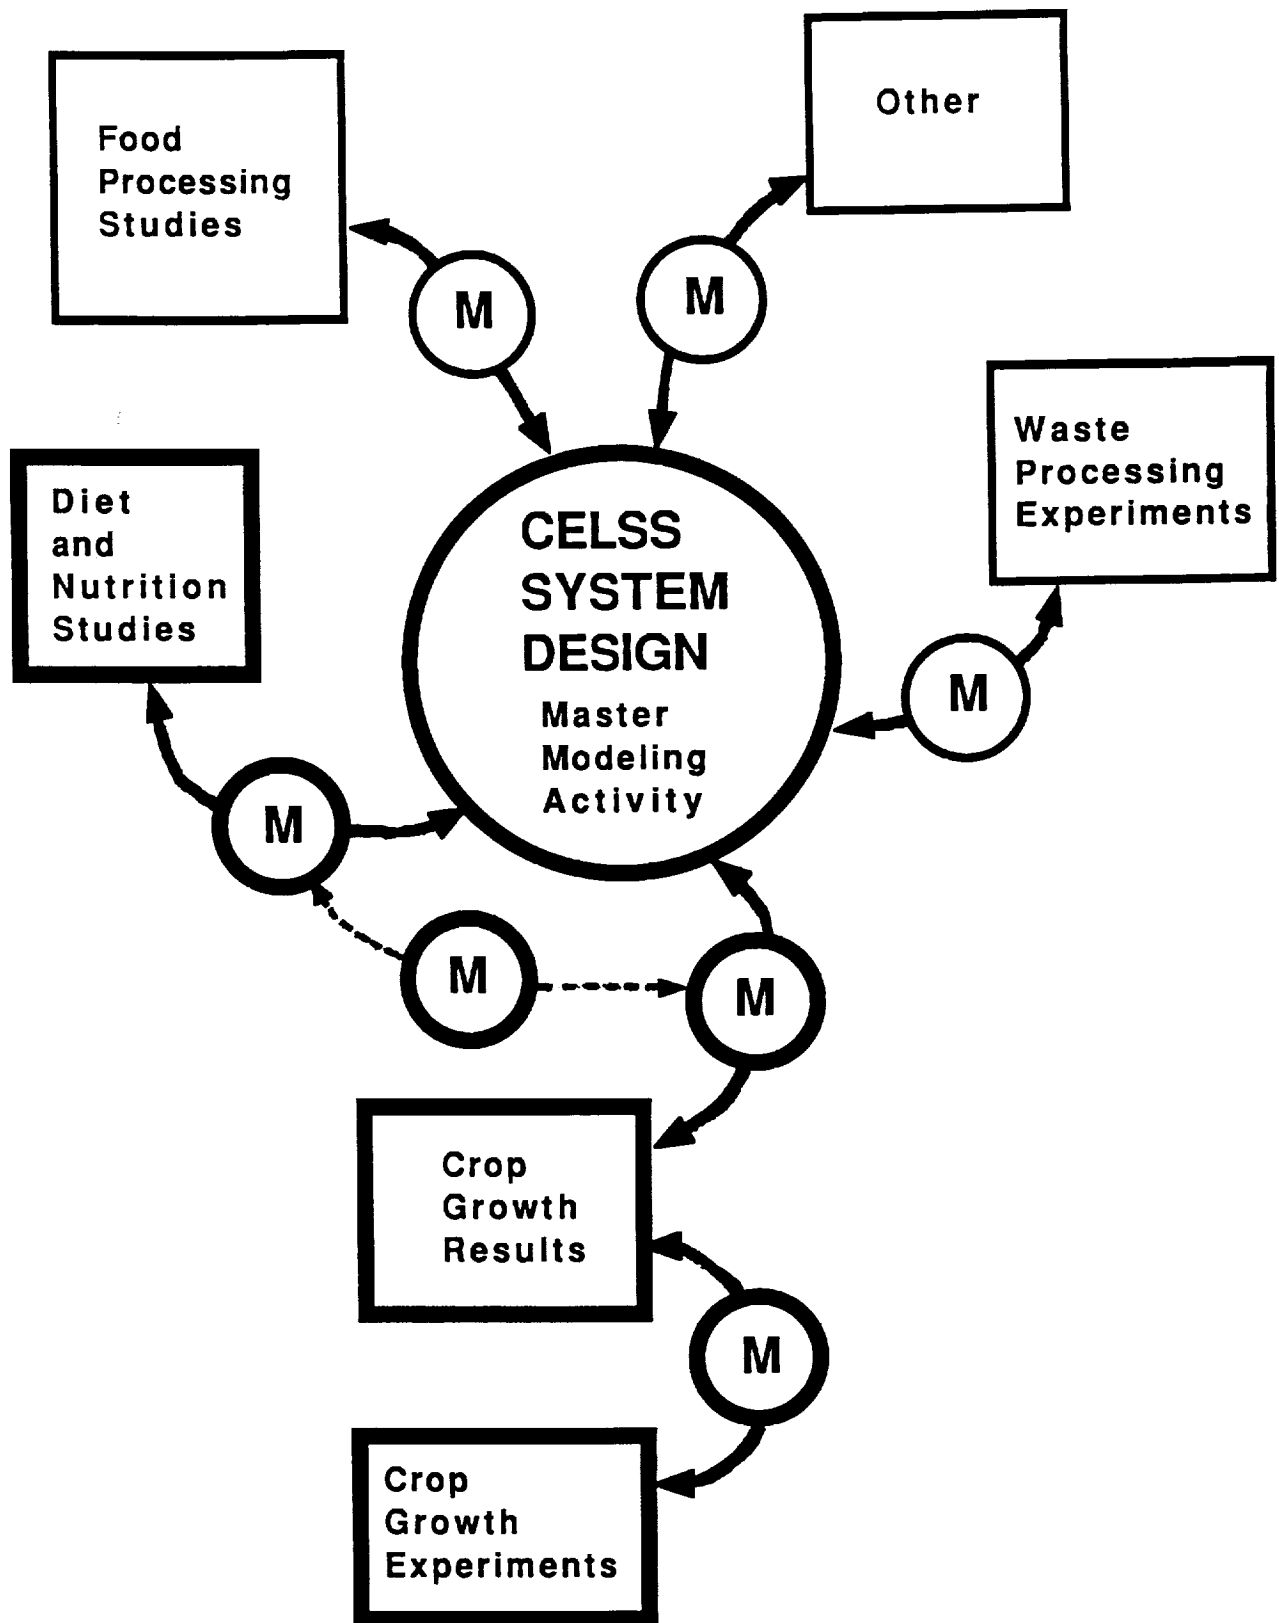 Other
Food
Processing
Studies
M
M
Waste
Processing
Experiments
Diet
and
Nutrition
Studies
CELSS
SYSTEM
DESIGN
Master
Modeling
Activity
M
M
M
M
Crop
Growth
Results
M
Crop
Growth
Experiments